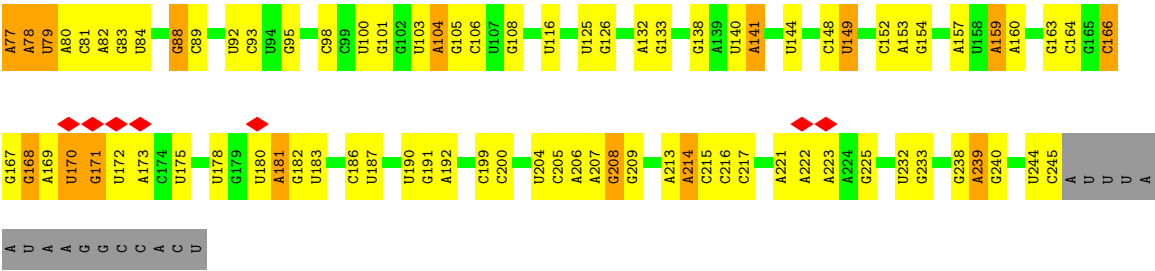 A77 A78 U79 A80 C81 A82 G83 U84 G88 C89 U92 C93 U94 G95 C98 C99 U100 G101 G102 U103 A104 G105 C106 U107 G108 U116 U125 G126 A132 G133 G138 A139 U140 A141 U144 C148 U149 C152 A153 G154 A157 U158 A159 A160 G163 C164 G165 C166
G167 G168 A169 U170 G171 U172 A173 C174 U175 U178 G179 U180 A181 G182 U183 C186 U187 U190 G191 A192 C199 C200 U204 C205 A206 A207 G208 G209 A213 A214 C215 C216 C217 A221 A222 A223 A224 G225 U232 G233 G238 A239 G240 U244 C245 A U U U A
A U A A G G C C A C U